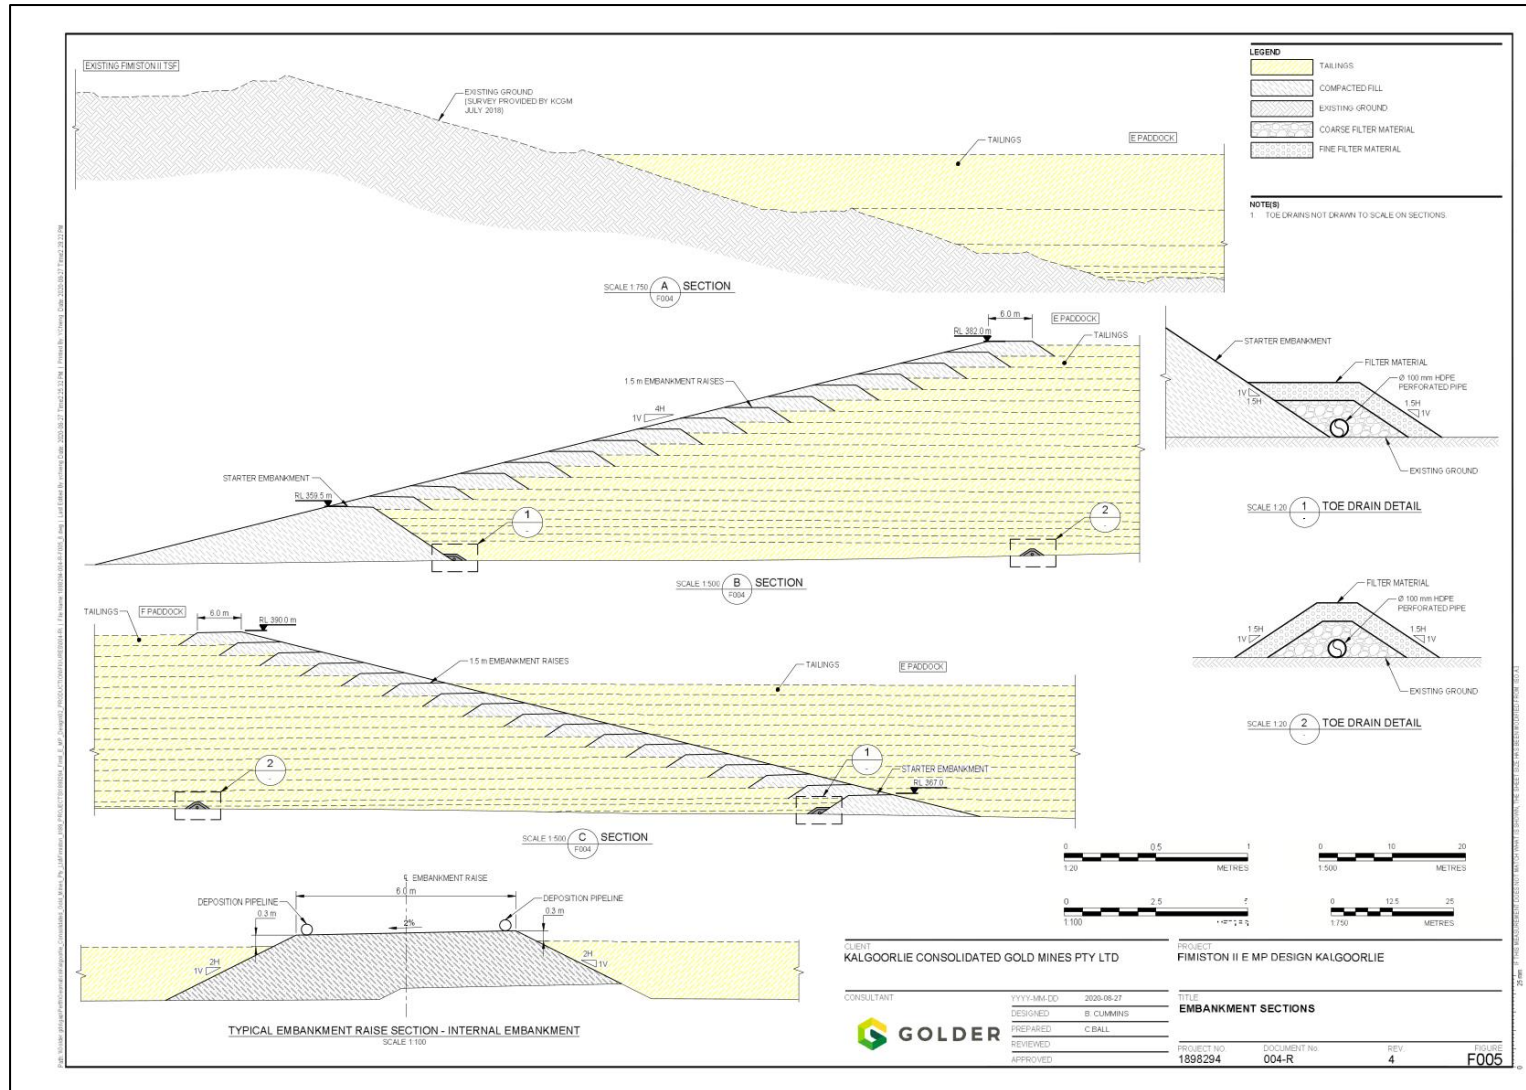 EXISTING FIMISTON II TSF
EXISTING GROUND
(SURVEY PROVIDED BY KCGM
JULY 2018)
TAILINGS
E PADDOCK
SCALE 1:750
A
F004
SECTION
LEGEND
TAILINGS
COMPACTED FILL
EXISTING GROUND
COARSE FILTER MATERIAL
FINE FILTER MATERIAL
NOTE(S)
1 TOE DRAINS NOT DRAWN TO SCALE ON SECTIONS.
RL 382.0 m
6.0 m
E PADDOCK
TAILINGS
1.5 m EMBANKMENT RAISES
4H
1V
STARTER EMBANKMENT
RL 359.5 m
1
-
2
-
SCALE 1:500
B
F004
SECTION
STARTER EMBANKMENT
FILTER MATERIAL
Ø 100 mm HDPE
PERFORATED PIPE
1V
1.5H
1.5H
1V
EXISTING GROUND
SCALE 1:20
1
-
TOE DRAIN DETAIL
TAILINGS
F PADDOCK
6.0 m
RL 390.0 m
1.5 m EMBANKMENT RAISES
TAILINGS
E PADDOCK
2
-
1
-
STARTER EMBANKMENT
RL 367.0
SCALE 1:500
C
F004
SECTION
FILTER MATERIAL
Ø 100 mm HDPE
PERFORATED PIPE
1.5H
1V
1.5H
1V
EXISTING GROUND
SCALE 1:20
2
-
TOE DRAIN DETAIL
EMBANKMENT RAISE
6.0 m
DEPOSITION PIPELINE
DEPOSITION PIPELINE
0.3 m
2%
0.3 m
2H
1V
2H
1V
TYPICAL EMBANKMENT RAISE SECTION - INTERNAL EMBANKMENT
SCALE 1:100
0 0.5 1
1:20 METRES
0 10 20
1:500 METRES
0 2.5
1:100
0 12.5 25
1:750 METRES
CLIENT
KALGOORLIE CONSOLIDATED GOLD MINES PTY LTD
PROJECT
FIMISTON II E MP DESIGN KALGOORLIE
CONSULTANT
GOLDER
YYYY-MM-DD 2020-08-27
DESIGNED B. CUMMINS
PREPARED C BALL
REVIEWED
APPROVED
TITLE
EMBANKMENT SECTIONS
PROJECT NO.
1898294
DOCUMENT No.
004-R
REV.
4
FIGURE
F005
25 mm
0